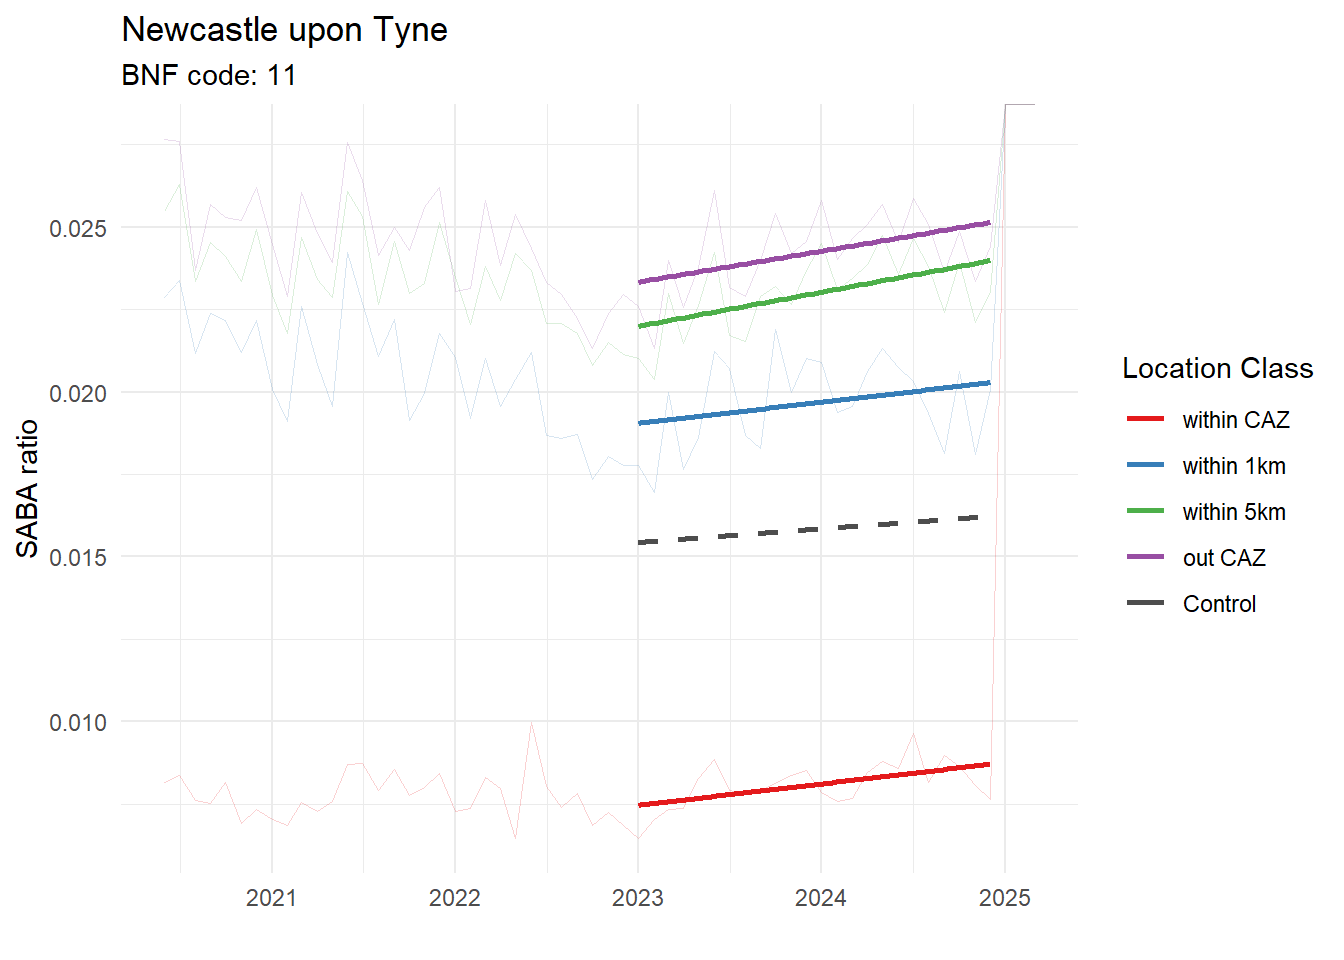 Newcastle upon Tyne
BNF code: 11
SABA ratio
0.025
0.020
0.015
0.010
2021
2022
2023
2024
2025
Location Class
within CAZ
within 1km
within 5km
out CAZ
Control